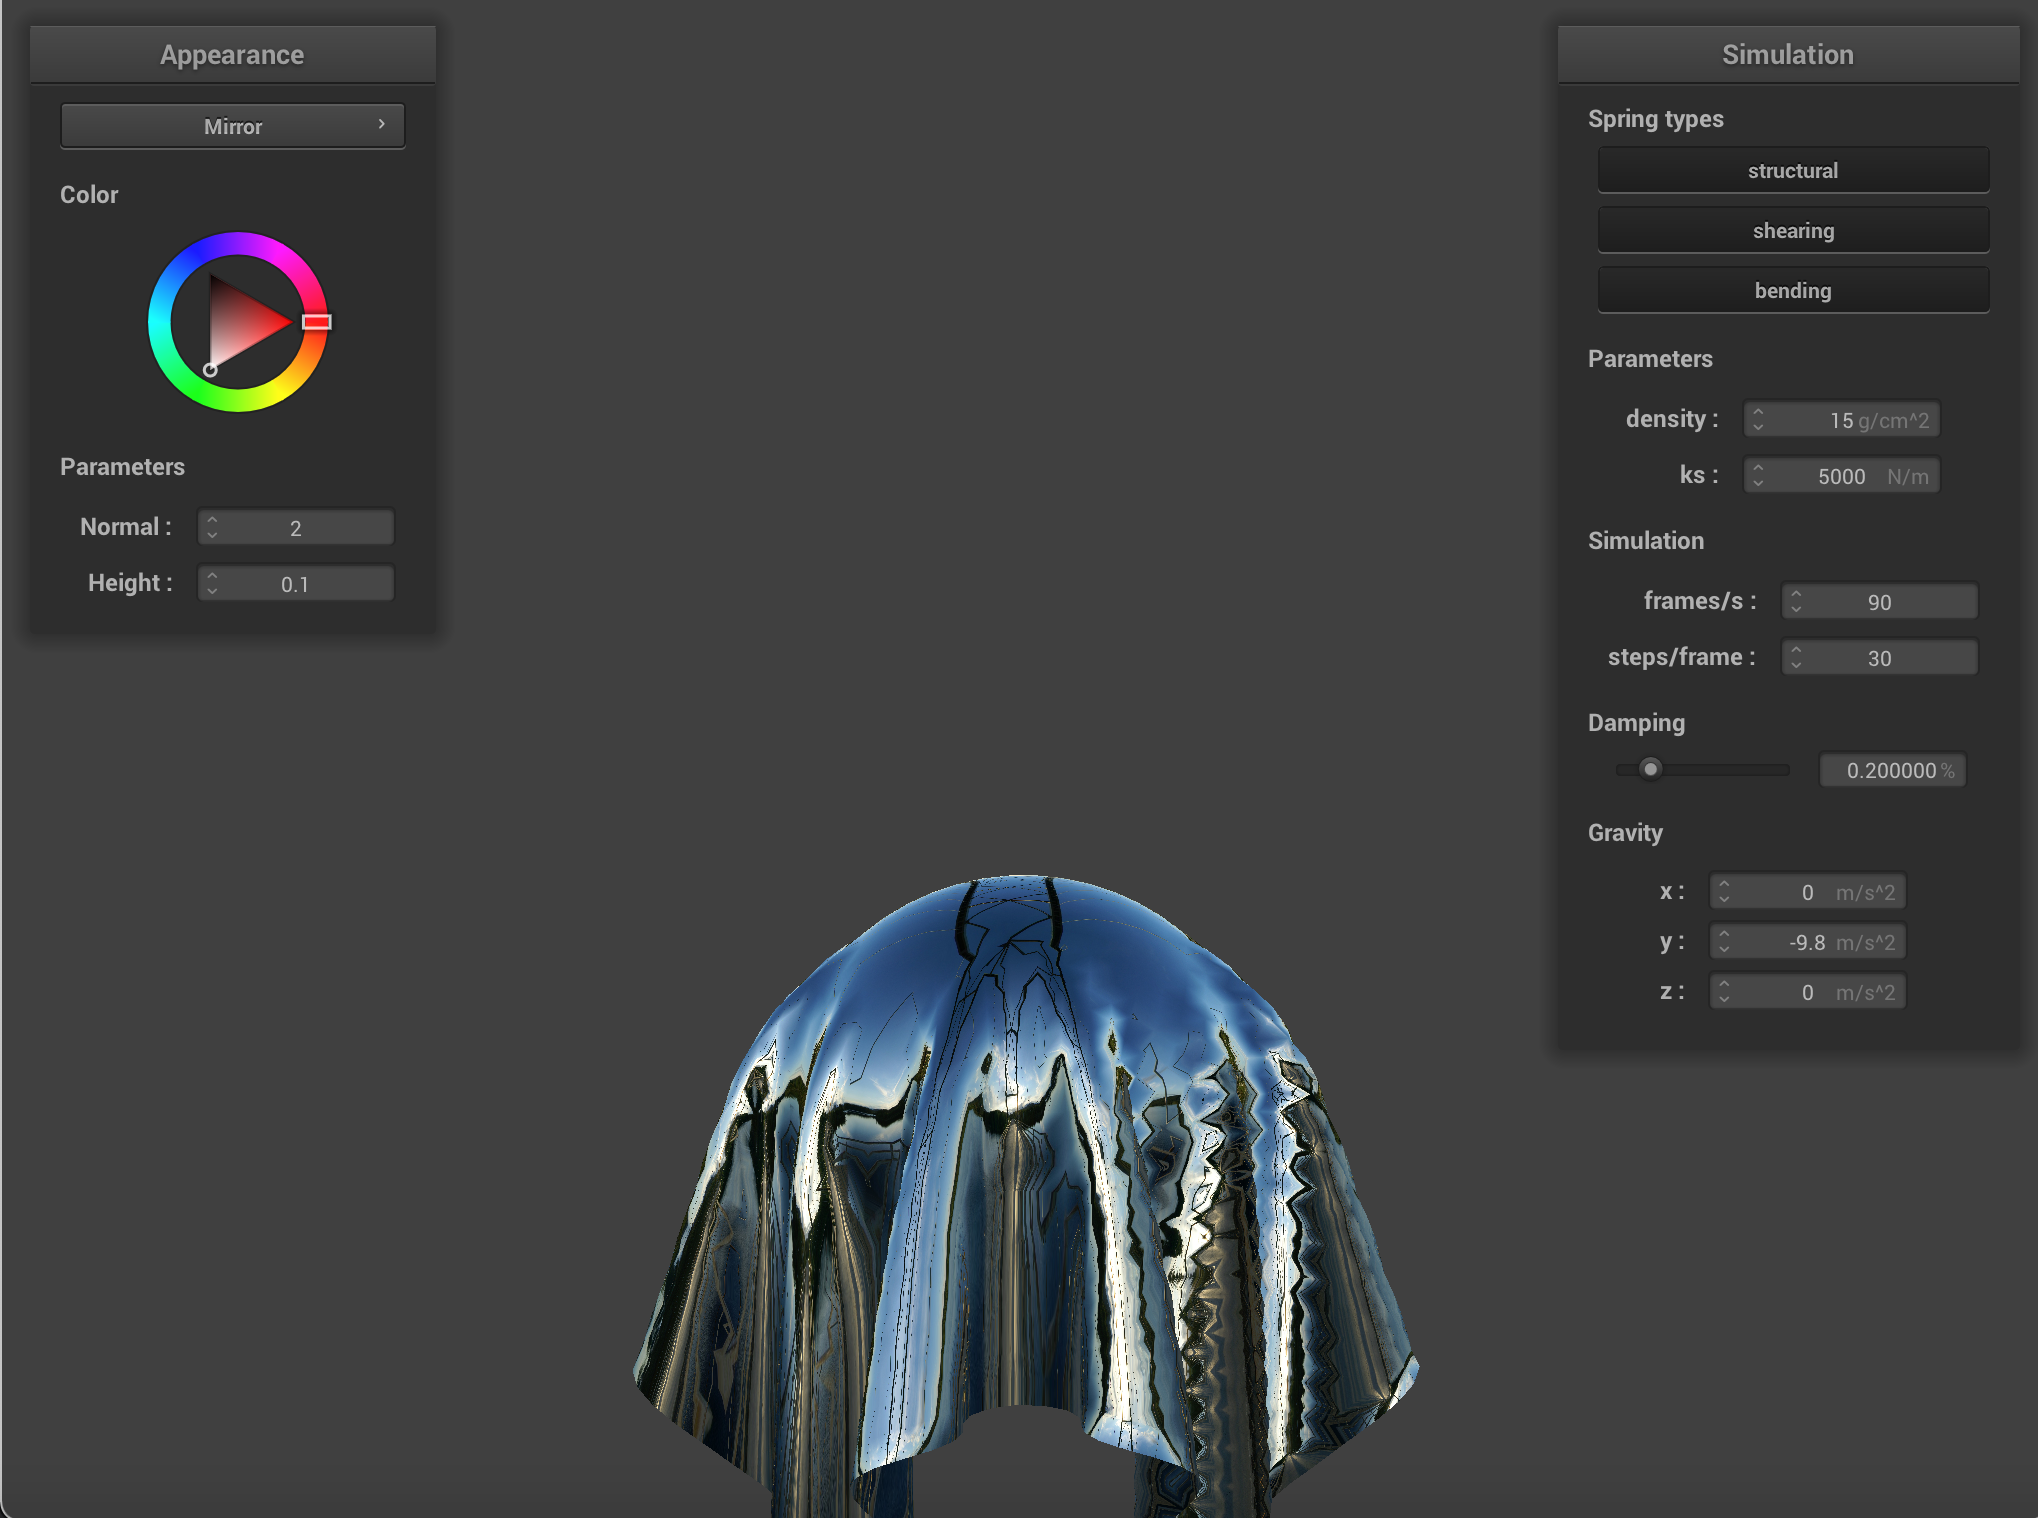 Appearance
Mirror
Color
Parameters
Normal : 2
Height : 0.1
Simulation
Spring types
structural
shearing
bending
Parameters
density : 15 g/cm^2
ks : 5000 N/m
Simulation
frames/s : 90
steps/frame : 30
Damping
0.200000 %
Gravity
x : 0 m/s^2
y : -9.8 m/s^2
z : 0 m/s^2